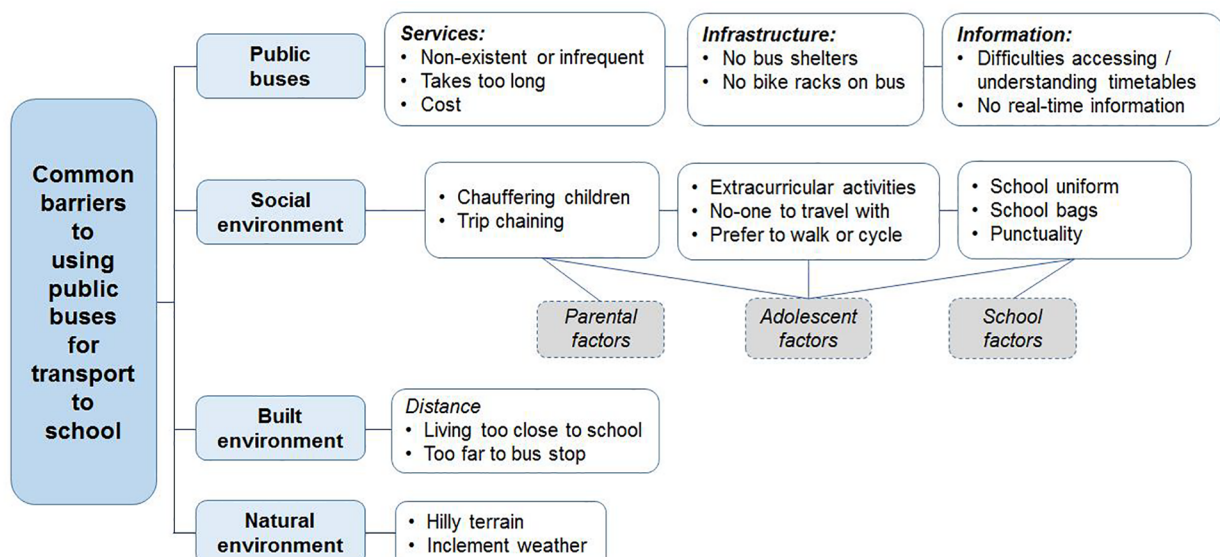 Common
barriers
to
using
public
buses
for
transport
to
school
Public
buses
Services:
• Non-existent or infrequent
• Takes too long
• Cost
Infrastructure:
• No bus shelters
• No bike racks on bus
Information:
• Difficulties accessing /
understanding timetables
• No real-time information
Social
environment
• Chauffering children
• Trip chaining
• Extracurricular activities
• No-one to travel with
• Prefer to walk or cycle
• School uniform
• School bags
• Punctuality
Parental
factors
Adolescent
factors
School
factors
Built
environment
Distance
• Living too close to school
• Too far to bus stop
Natural
environment
• Hilly terrain
• Inclement weather